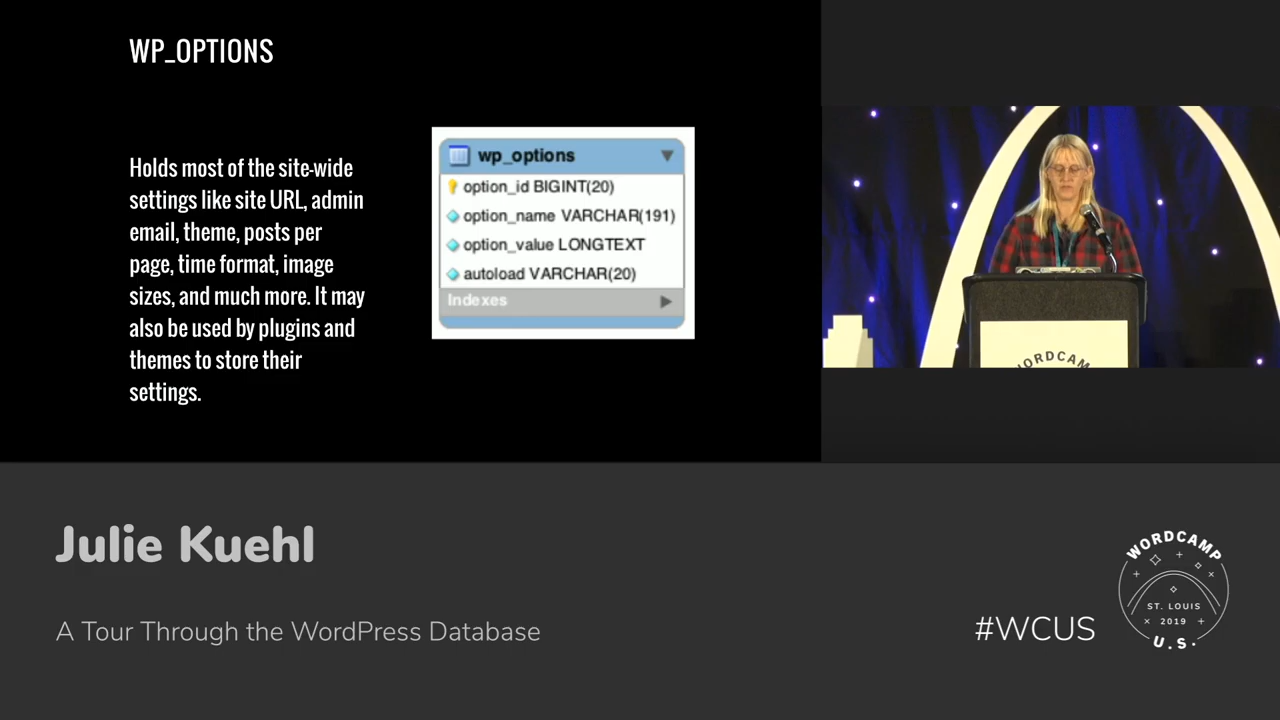 WP_OPTIONS
Holds most of the site-wide
settings like site URL, admin
email, theme, posts per
page, time format, image
sizes, and much more. It may
also be used by plugins and
themes to store their
settings.
wp_options
option_id BIGINT(20)
option_name VARCHAR(191)
option_value LONGTEXT
autoload VARCHAR(20)
Indexes
WORDCAMP
Julie Kuehl
A Tour Through the WordPress Database
#WCUS
WORDCAMP
ST. LOUIS
2019
U.S.